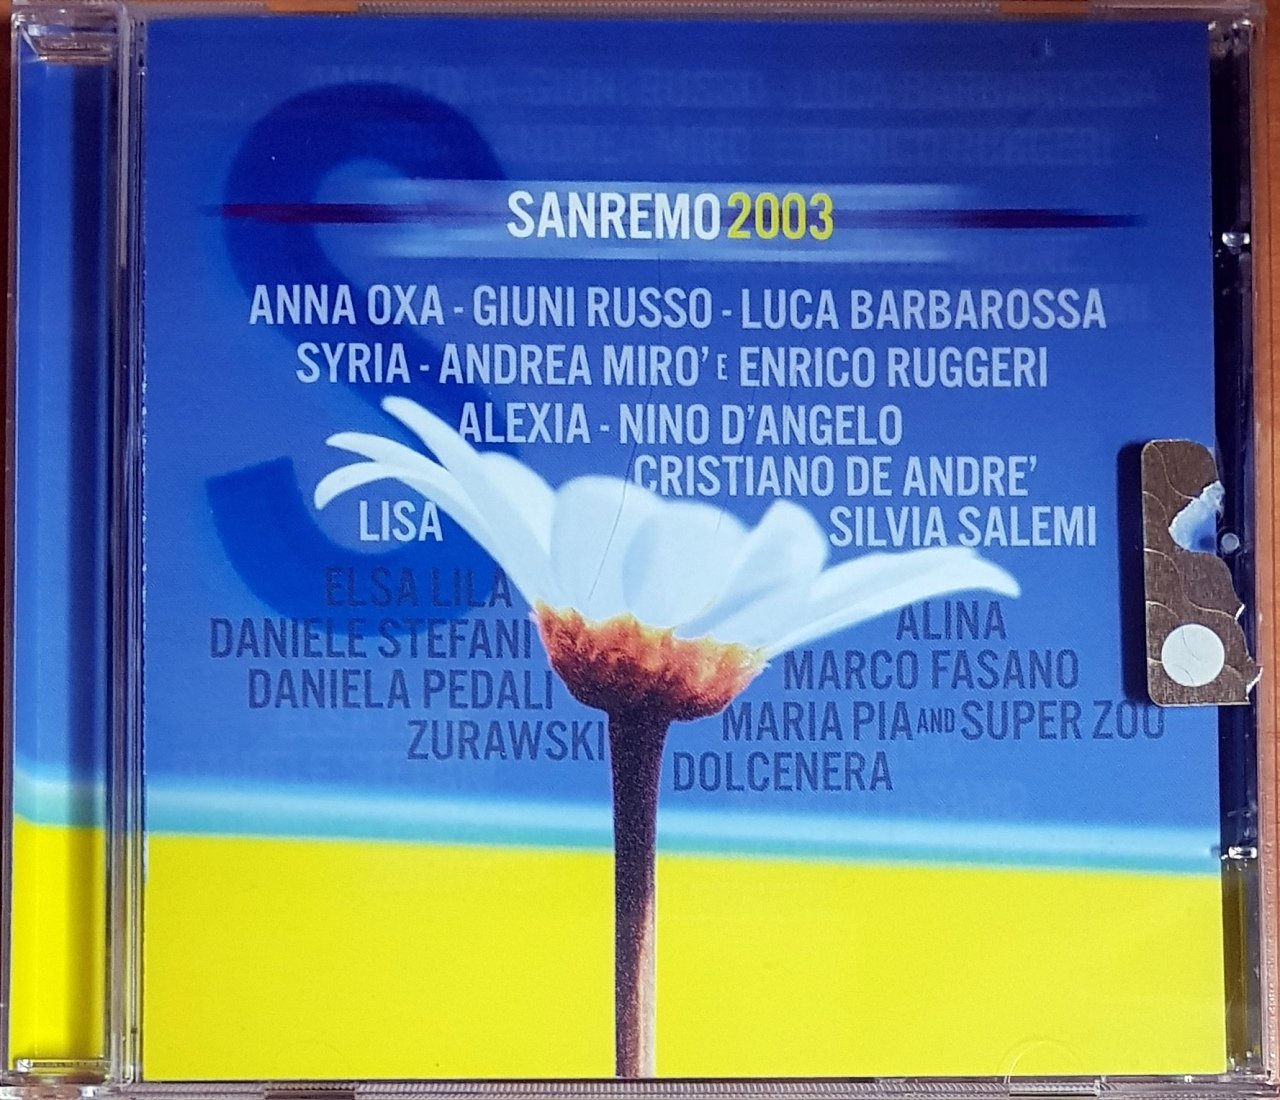 SANREMO 2003
ANNA OXA - GIUNI RUSSO - LUCA BARBAROSSA
SYRIA - ANDREA MIRO' E ENRICO RUGGERI
ALEXIA - NINO D'ANGELO
CRISTIANO DE ANDRE'
LISA SILVIA SALEMI
ELSA LILA
ALINA
DANIELE STEFANI
MARCO FASANO
DANIELA PEDALI
MARIA PIA AND SUPER ZOO
ZURAWSKI
DOLCENERA